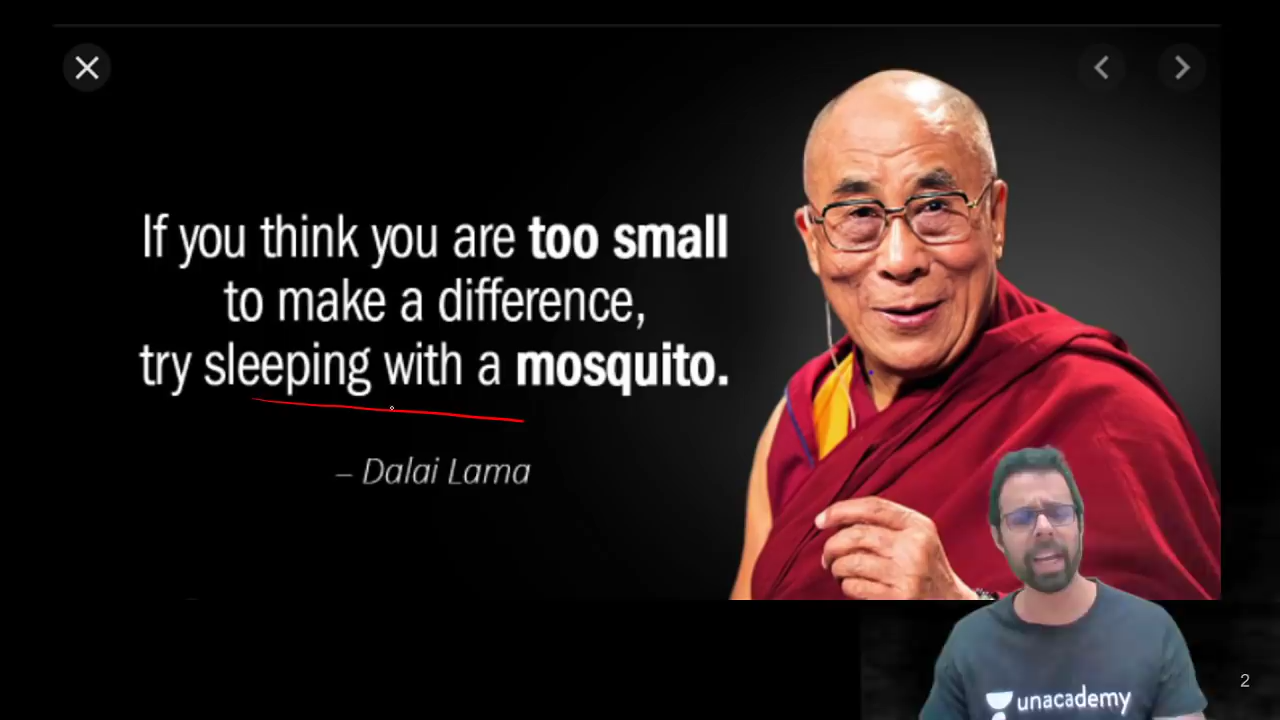 If you think you are too small
to make a difference,
try sleeping with a mosquito.
– Dalai Lama
unacademy
2